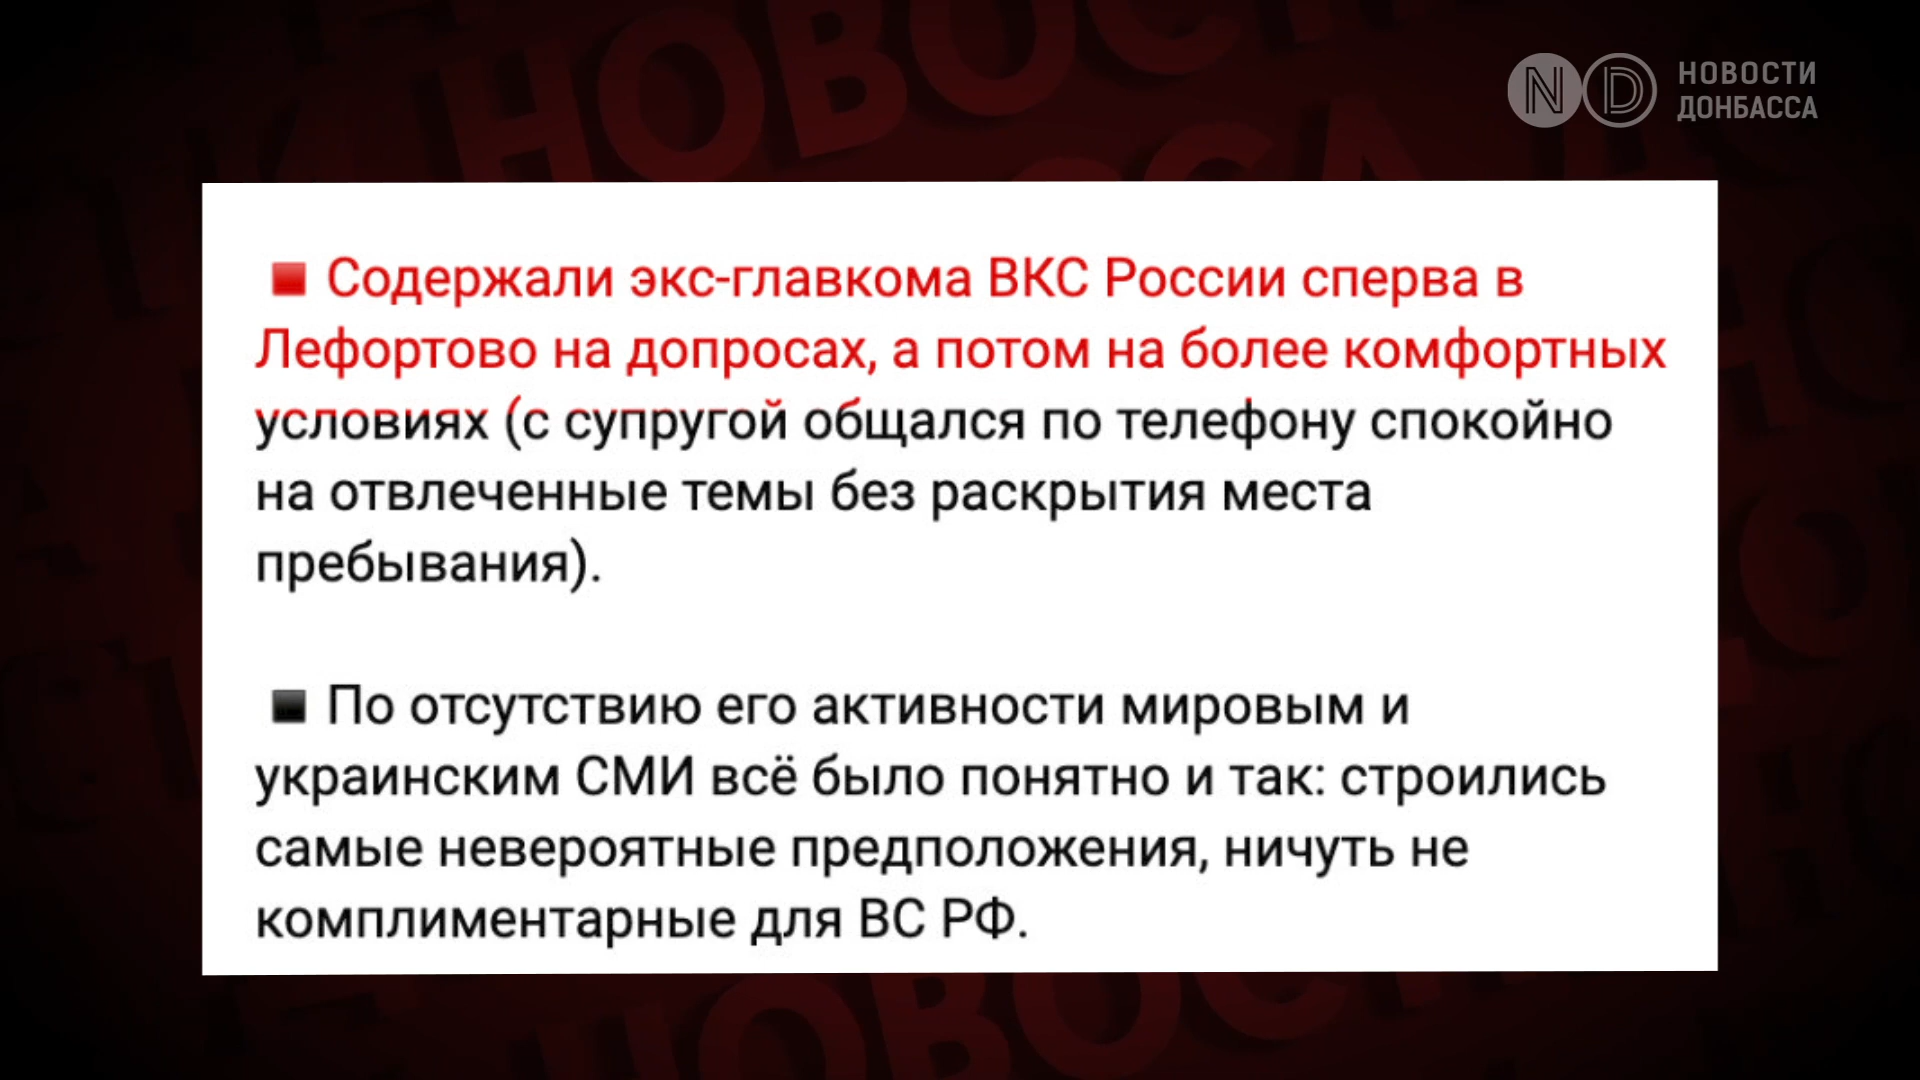 ND НОВОСТИ
ДОНБАССА
▪ Содержали экс-главкома ВКС России сперва в
Лефортово на допросах, а потом на более комфортных
условиях (с супругой общался по телефону спокойно
на отвлеченные темы без раскрытия места
пребывания).
▪ По отсутствию его активности мировым и
украинским СМИ всё было понятно и так: строились
самые невероятные предположения, ничуть не
комплиментарные для ВС РФ.